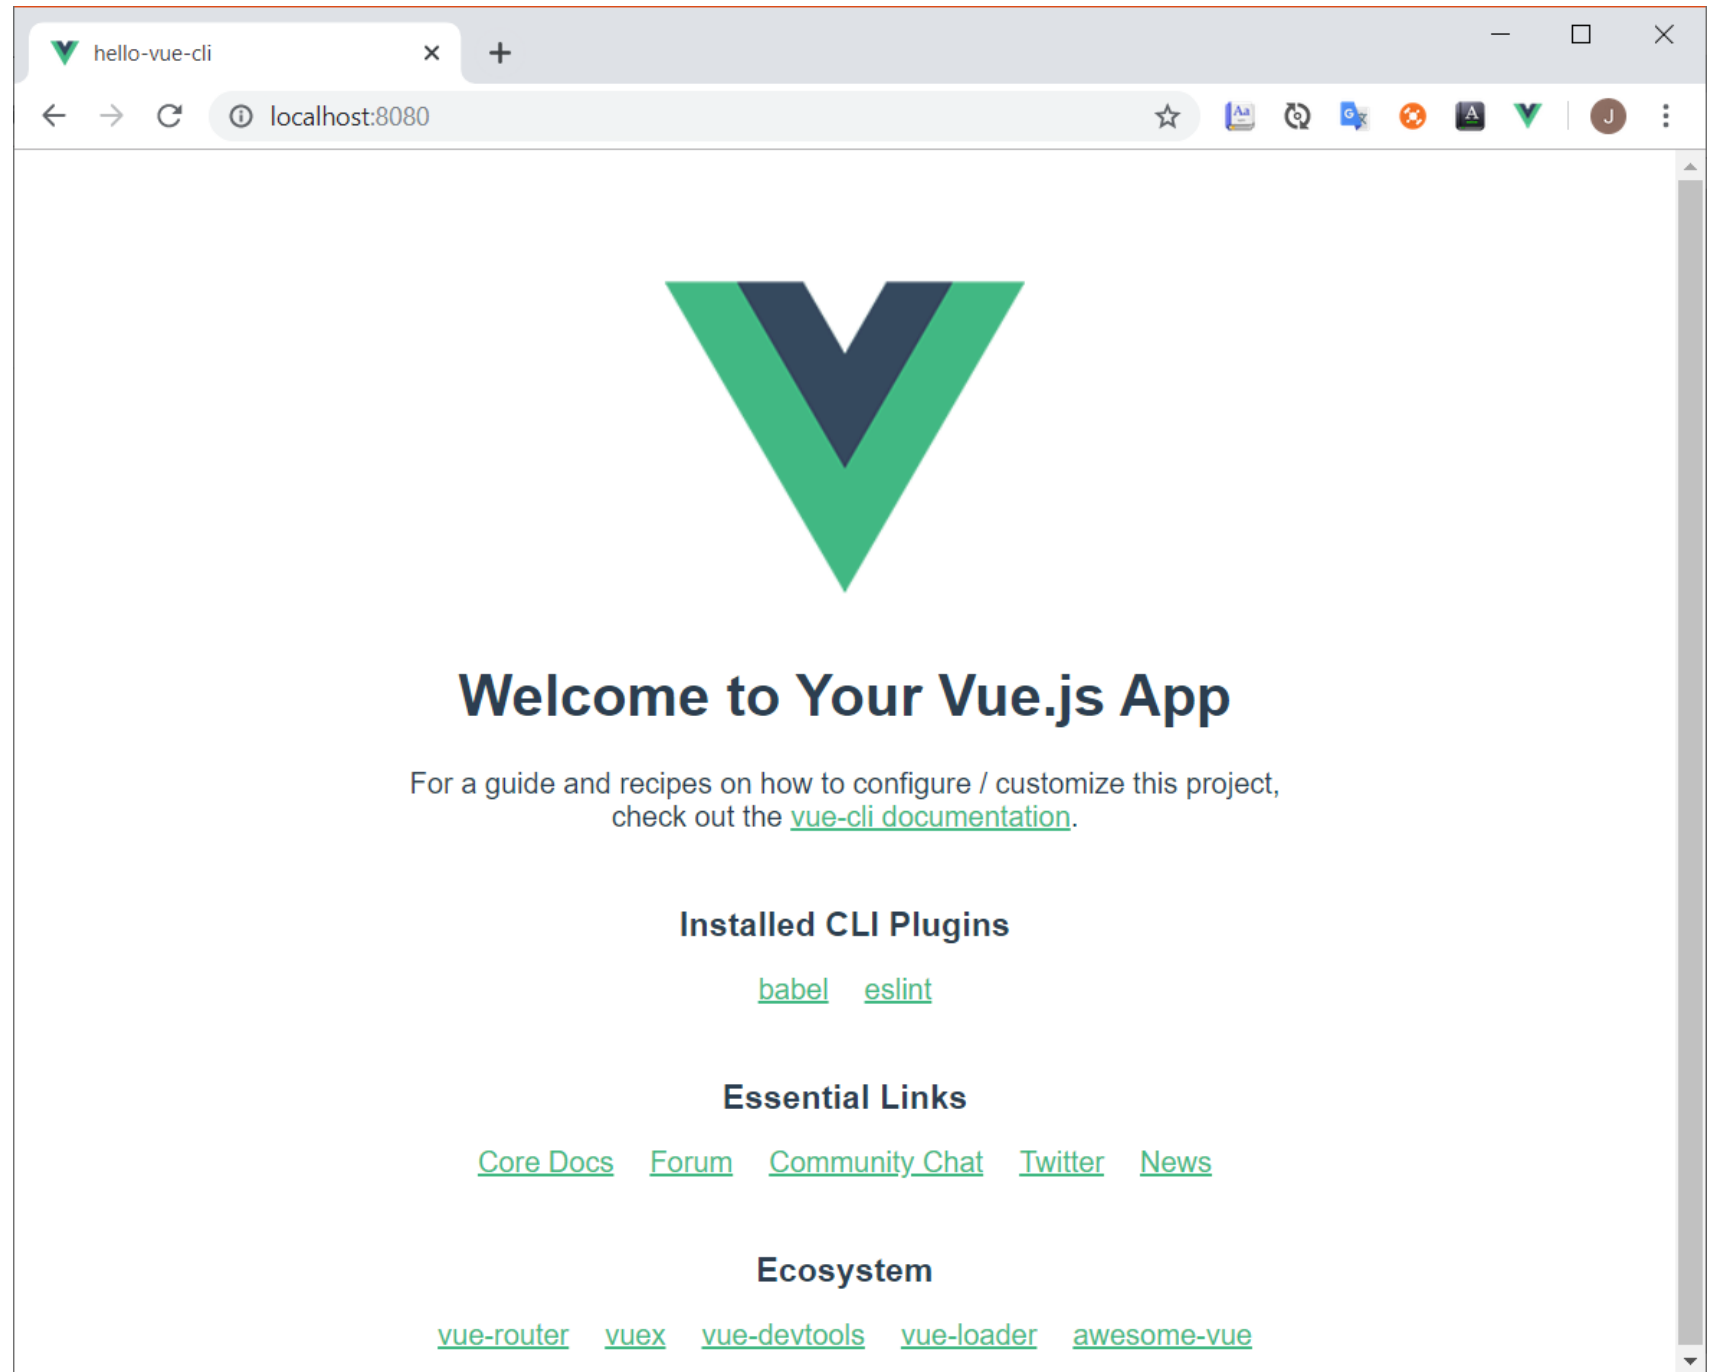 hello-vue-cli
localhost:8080
J
Welcome to Your Vue.js App
For a guide and recipes on how to configure / customize this project,
check out the vue-cli documentation.
Installed CLI Plugins
babel eslint
Essential Links
Core Docs Forum Community Chat Twitter News
Ecosystem
vue-router vuex vue-devtools vue-loader awesome-vue